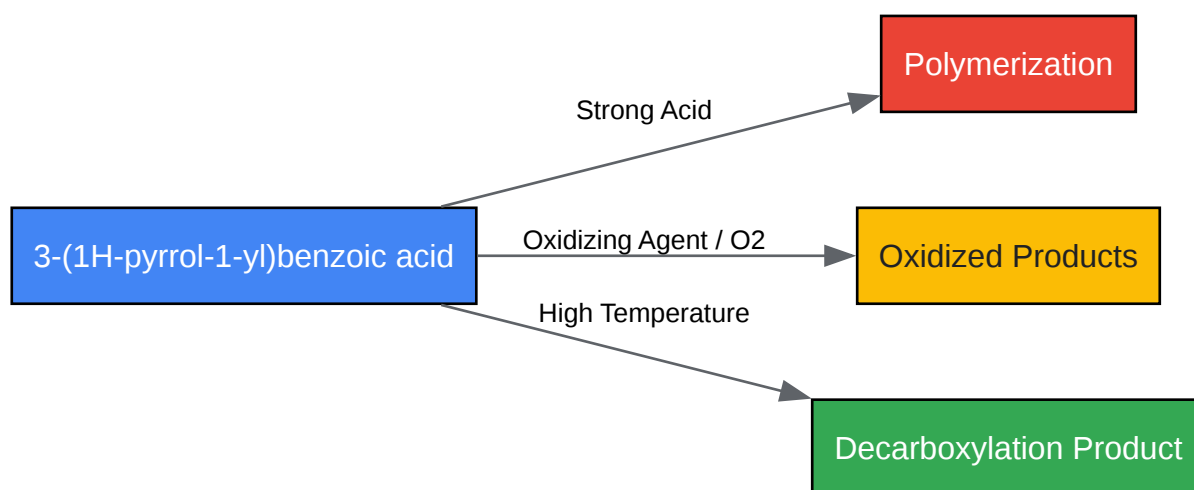 Polymerization
Strong Acid
3-(1H-pyrrol-1-yl)benzoic acid
Oxidizing Agent / O2
Oxidized Products
High Temperature
Decarboxylation Product